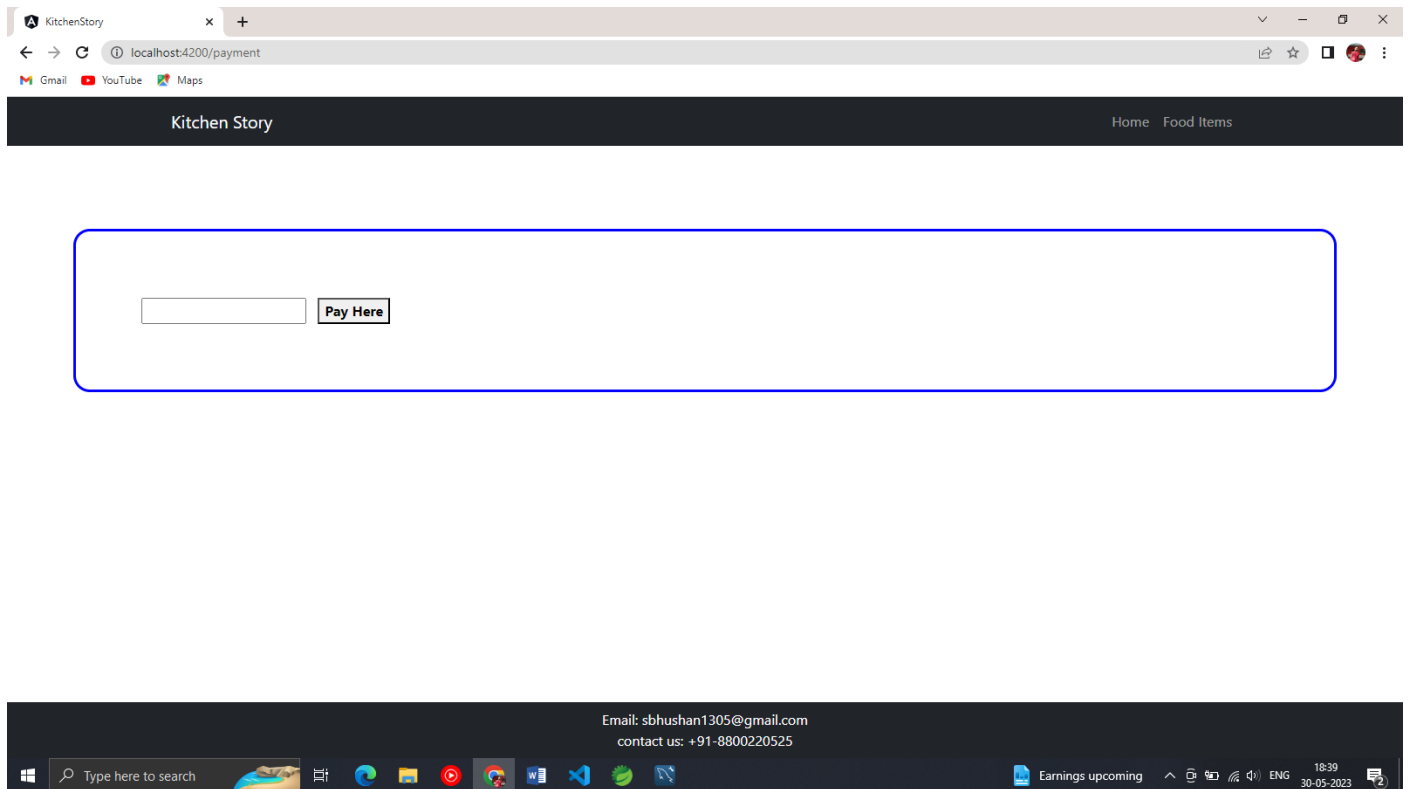 KitchenStory
localhost:4200/payment
Gmail YouTube Maps
Kitchen Story Home Food Items
Pay Here
Email: sbhushan1305@gmail.com
contact us: +91-8800220525
Type here to search Earnings upcoming ENG 18:39
30-05-2023 2